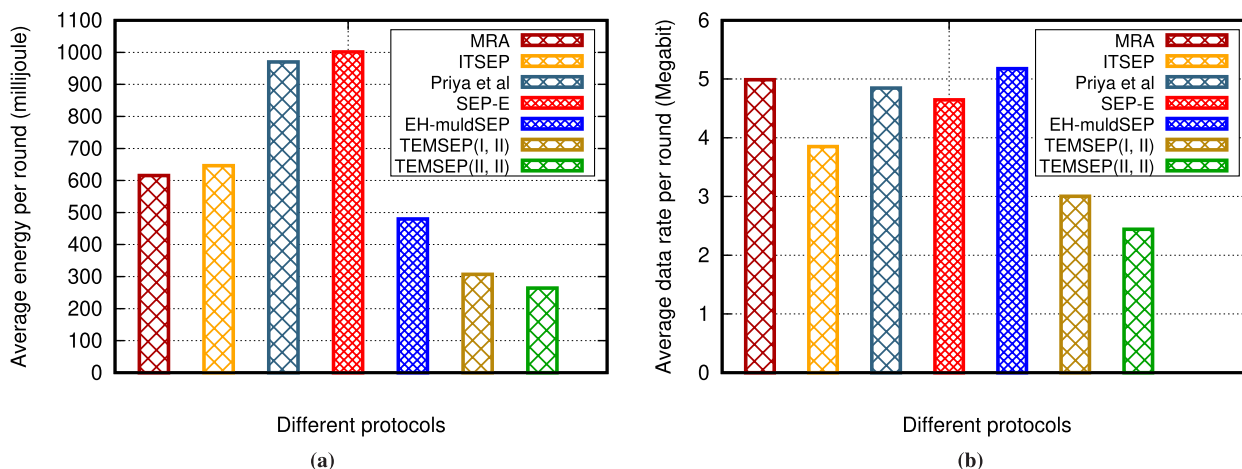 Average energy per round (millijoule)
1100
1000
900
800
700
600
500
400
300
200
100
0
MRA
ITSEP
Priya et al
SEP-E
EH-muldSEP
TEMSEP(I, II)
TEMSEP(II, II)
Different protocols
(a)
Average data rate per round (Megabit)
6
5
4
3
2
1
0
MRA
ITSEP
Priya et al
SEP-E
EH-muldSEP
TEMSEP(I, II)
TEMSEP(II, II)
Different protocols
(b)